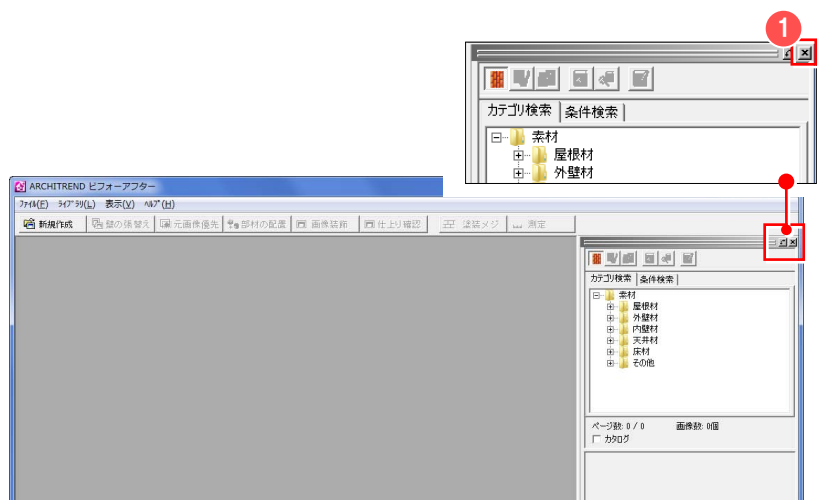 1
カテゴリ検索 条件検索
素材
屋根材
外壁材
ARCHITREND ビフォーアフター
ファイル(F) ライブラリ(L) 表示(V) ヘルプ(H)
新規作成 壁の張替え 元画像優先 部材の配置 画像装飾 仕上り確認 塗装メジ 測定
カテゴリ検索 条件検索
素材
屋根材
外壁材
内壁材
天井材
床材
その他
ページ数: 0 / 0 画像数: 0個
カタログ